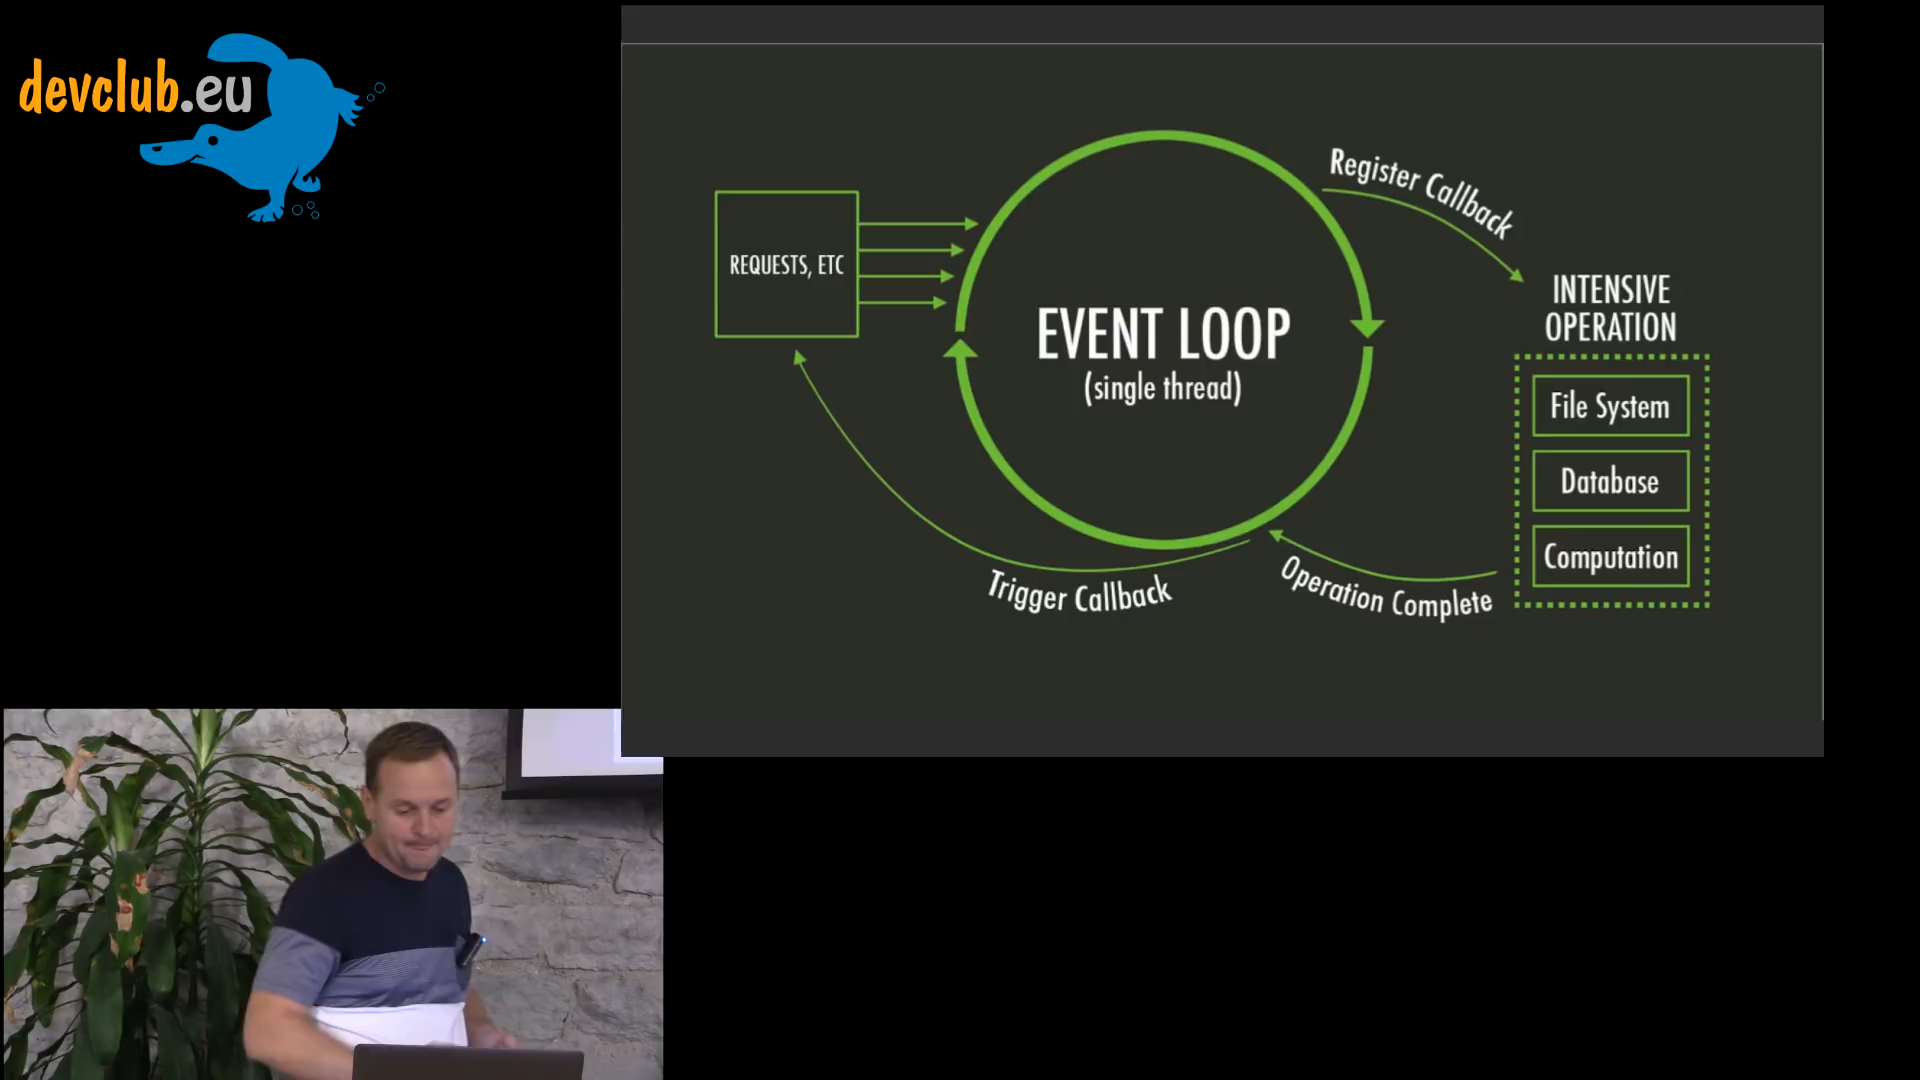 devclub.eu
Register Callback
REQUESTS, ETC
INTENSIVE
OPERATION
EVENT LOOP
(single thread)
File System
Database
Computation
Operation Complete
Trigger Callback